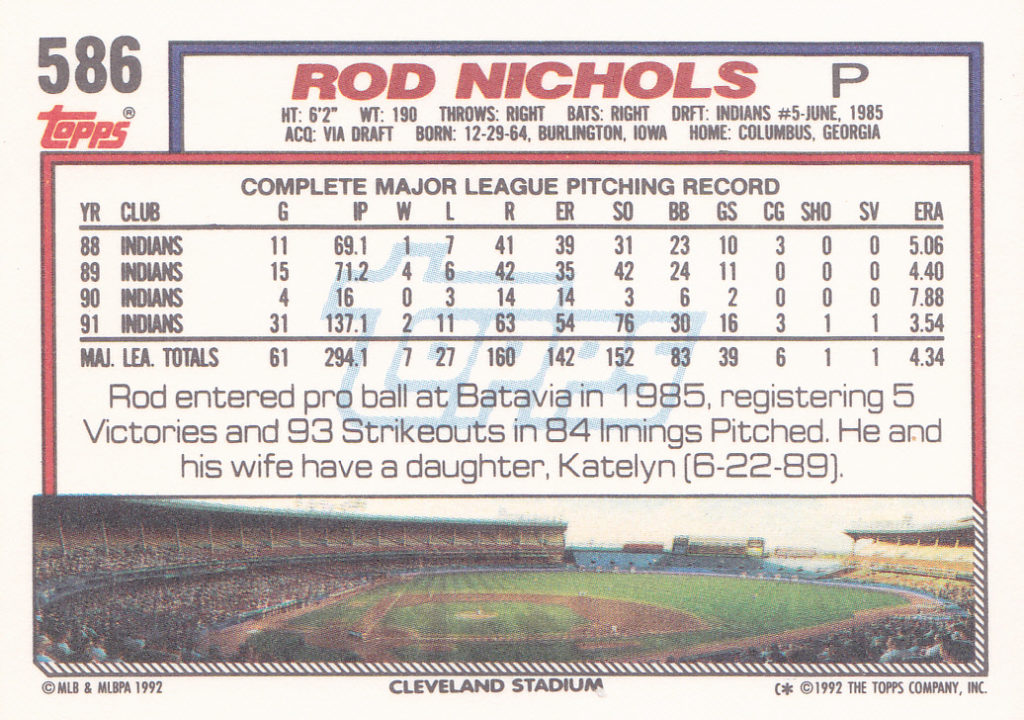 586
ROD NICHOLS P
Topps®
HT: 6'2" WT: 190 THROWS: RIGHT BATS: RIGHT DRFT: INDIANS #5-JUNE, 1985
ACQ: VIA DRAFT BORN: 12-29-64, BURLINGTON, IOWA HOME: COLUMBUS, GEORGIA
COMPLETE MAJOR LEAGUE PITCHING RECORD
YR CLUB G IP W L R ER SO BB GS CG SHO SV ERA
88 INDIANS 11 69.1 1 7 41 39 31 23 10 3 0 0 5.06
89 INDIANS 15 71.2 4 6 42 35 42 24 11 0 0 0 4.40
90 INDIANS 4 16 0 3 14 14 3 6 2 0 0 0 7.88
91 INDIANS 31 137.1 2 11 63 54 76 30 16 3 1 1 3.54
MAJ. LEA. TOTALS 61 294.1 7 27 160 142 152 83 39 6 1 1 4.34
Topps
Rod entered pro ball at Batavia in 1985, registering 5
Victories and 93 Strikeouts in 84 Innings Pitched. He and
his wife have a daughter, Katelyn (6-22-89).
© MLB & MLBPA 1992 CLEVELAND STADIUM C* © 1992 THE TOPPS COMPANY, INC.